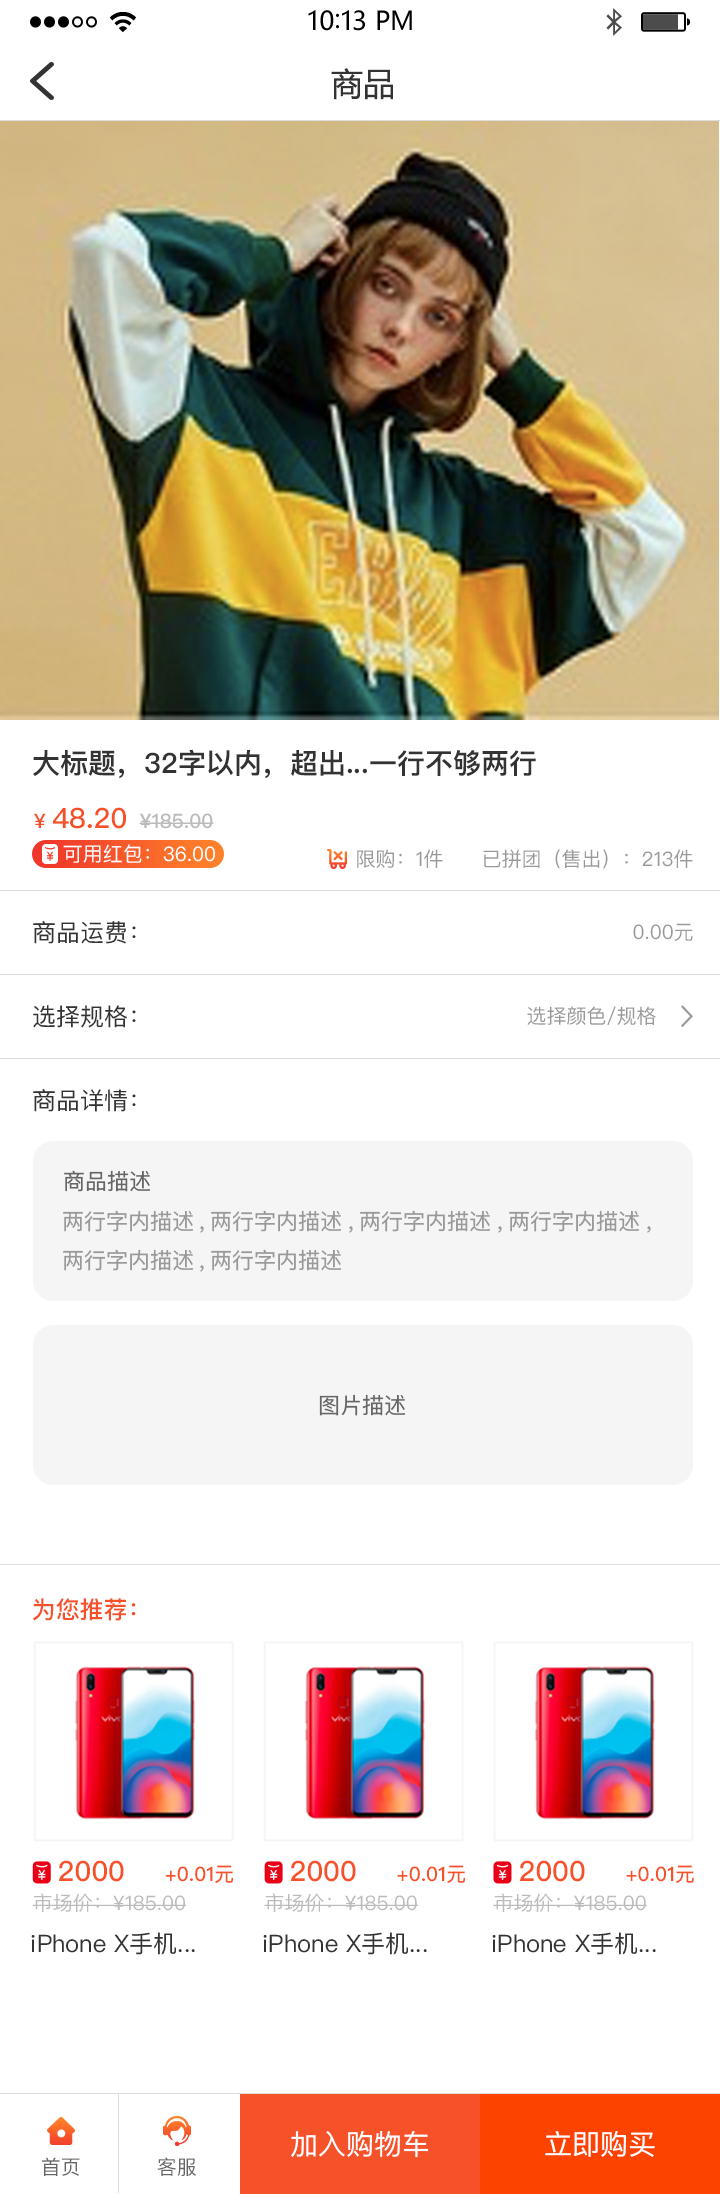 10:13 PM
商品
大标题，32字以内，超出...一行不够两行
¥ 48.20 ¥185.00
可用红包：36.00
限购：1件 已拼团（售出）：213件
商品运费： 0.00元
选择规格： 选择颜色/规格
商品详情：
商品描述
两行字内描述 , 两行字内描述 , 两行字内描述 , 两行字内描述 ,
两行字内描述 , 两行字内描述
图片描述
为您推荐：
vivo vivo vivo
¥ 2000 +0.01元 ¥ 2000 +0.01元 ¥ 2000 +0.01元
市场价：¥185.00 市场价：¥185.00 市场价：¥185.00
iPhone X手机... iPhone X手机... iPhone X手机...
首页 客服 加入购物车 立即购买